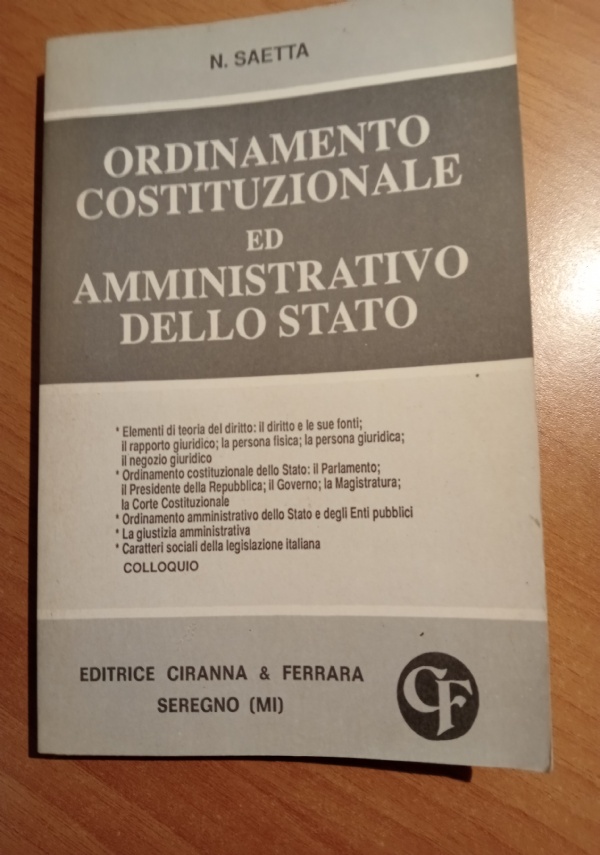 N. SAETTA
ORDINAMENTO
COSTITUZIONALE
ED
AMMINISTRATIVO
DELLO STATO
* Elementi di teoria del diritto: il diritto e le sue fonti;
il rapporto giuridico; la persona fisica; la persona giuridica;
il negozio giuridico
* Ordinamento costituzionale dello Stato: il Parlamento;
il Presidente della Repubblica; il Governo; la Magistratura;
la Corte Costituzionale
* Ordinamento amministrativo dello Stato e degli Enti pubblici
* La giustizia amministrativa
* Caratteri sociali della legislazione italiana
COLLOQUIO
EDITRICE CIRANNA & FERRARA
SEREGNO (MI)
CF